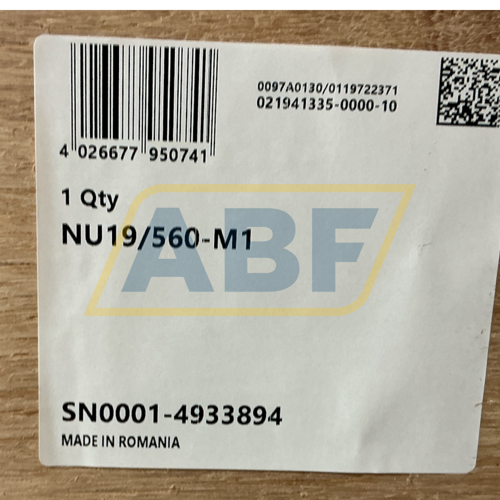 0097A0130/0119722371
021941335-0000-10
4 026677 950741
1 Qty
NU19/560-M1
ABF
SN0001-4933894
MADE IN ROMANIA